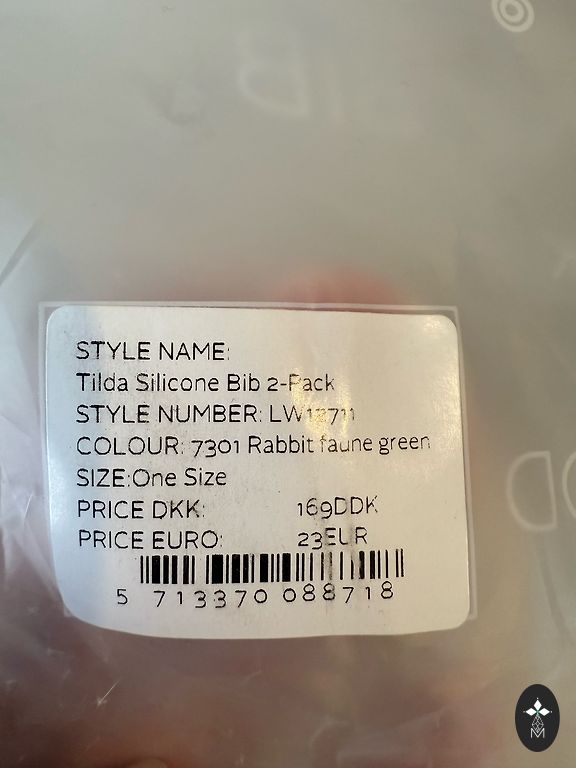 STYLE NAME:
Tilda Silicone Bib 2-Pack
STYLE NUMBER: LW12711
COLOUR: 7301 Rabbit faune green
SIZE:One Size
PRICE DKK: 169DDK
PRICE EURO: 23EUR
5 713370 088718